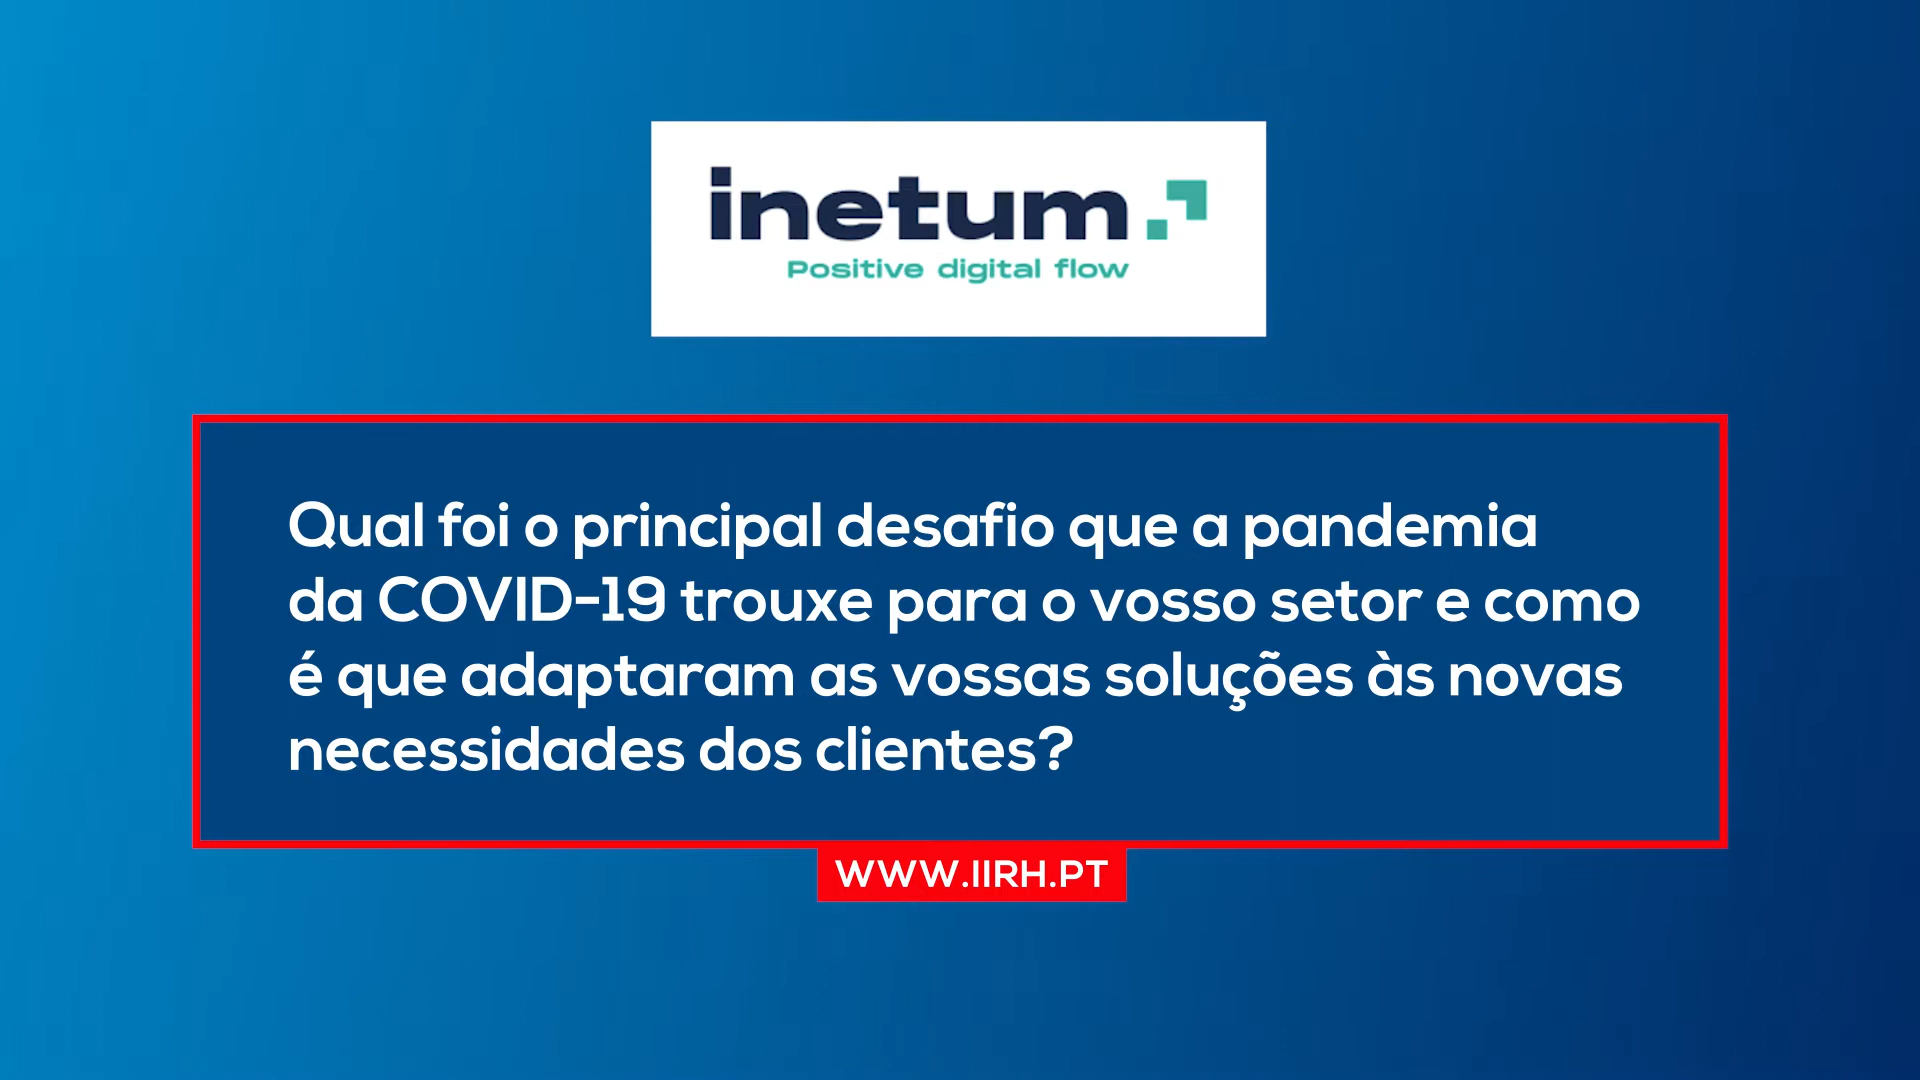 inetum
Positive digital flow
Qual foi o principal desafio que a pandemia
da COVID-19 trouxe para o vosso setor e como
é que adaptaram as vossas soluções às novas
necessidades dos clientes?
WWW.IIRH.PT